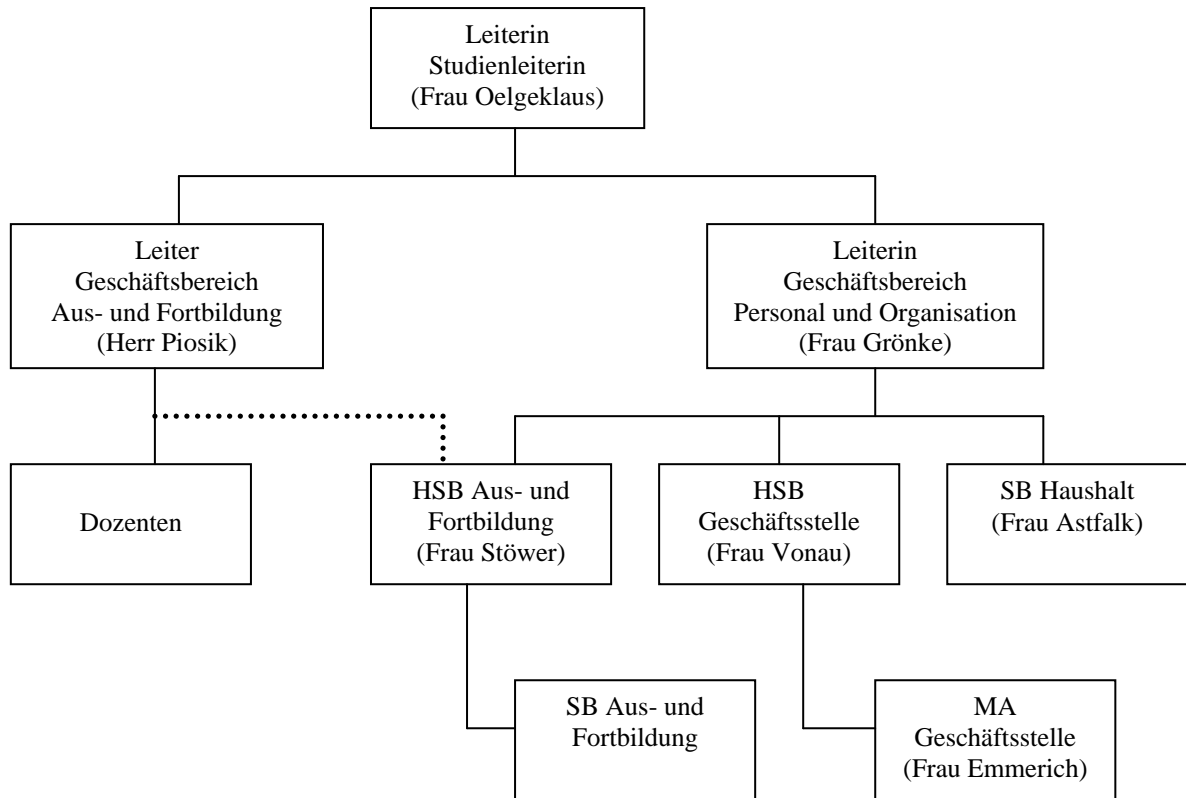 Leiterin
Studienleiterin
(Frau Oelgeklaus)
Leiter
Geschäftsbereich
Aus- und Fortbildung
(Herr Piosik)
Leiterin
Geschäftsbereich
Personal und Organisation
(Frau Grönke)
Dozenten
HSB Aus- und
Fortbildung
(Frau Stöwer)
HSB
Geschäftsstelle
(Frau Vonau)
SB Haushalt
(Frau Astfalk)
SB Aus- und
Fortbildung
MA
Geschäftsstelle
(Frau Emmerich)